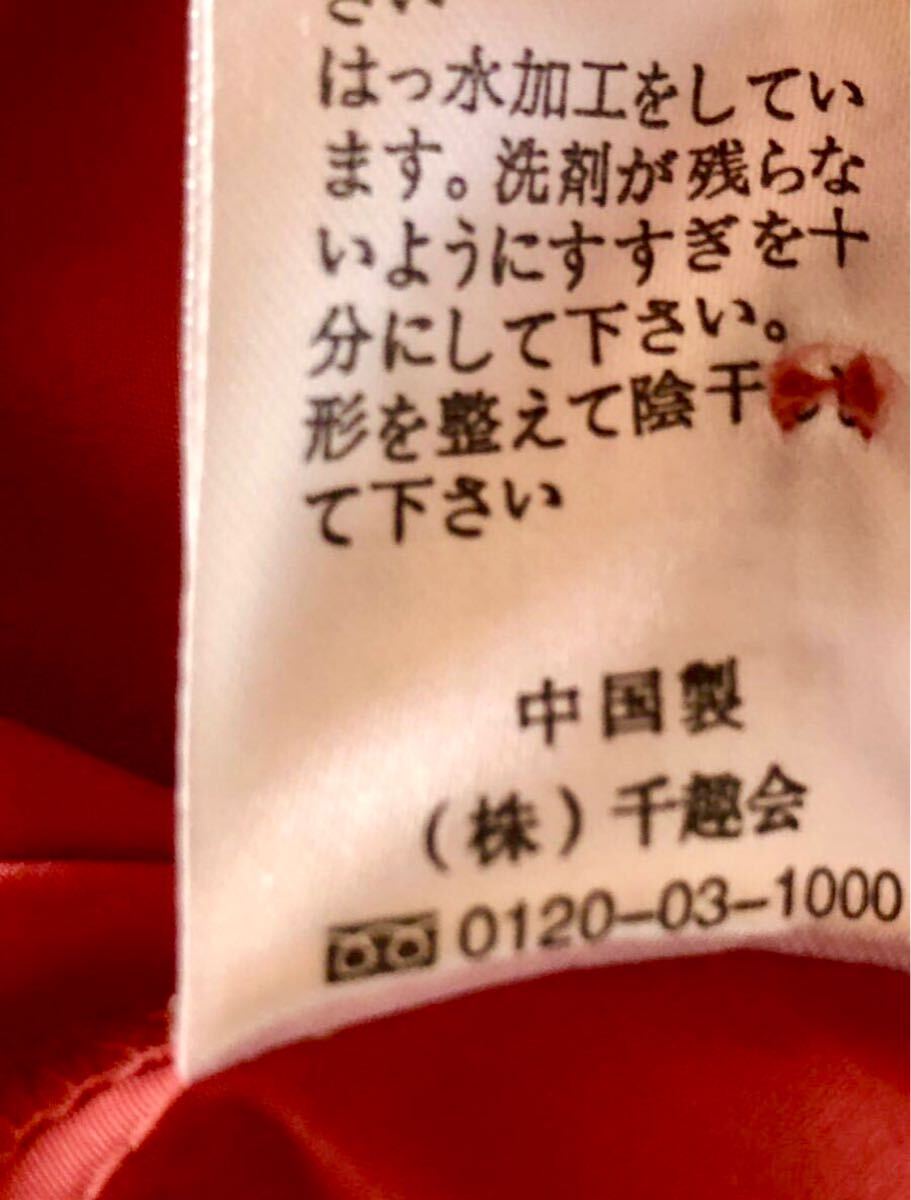 さい
はっ水加工をしてい
ます。洗剤が残らな
いようにすすぎを十
分にして下さい。
形を整えて陰干
て下さい
中国製
（株）千趣会
0120-03-1000